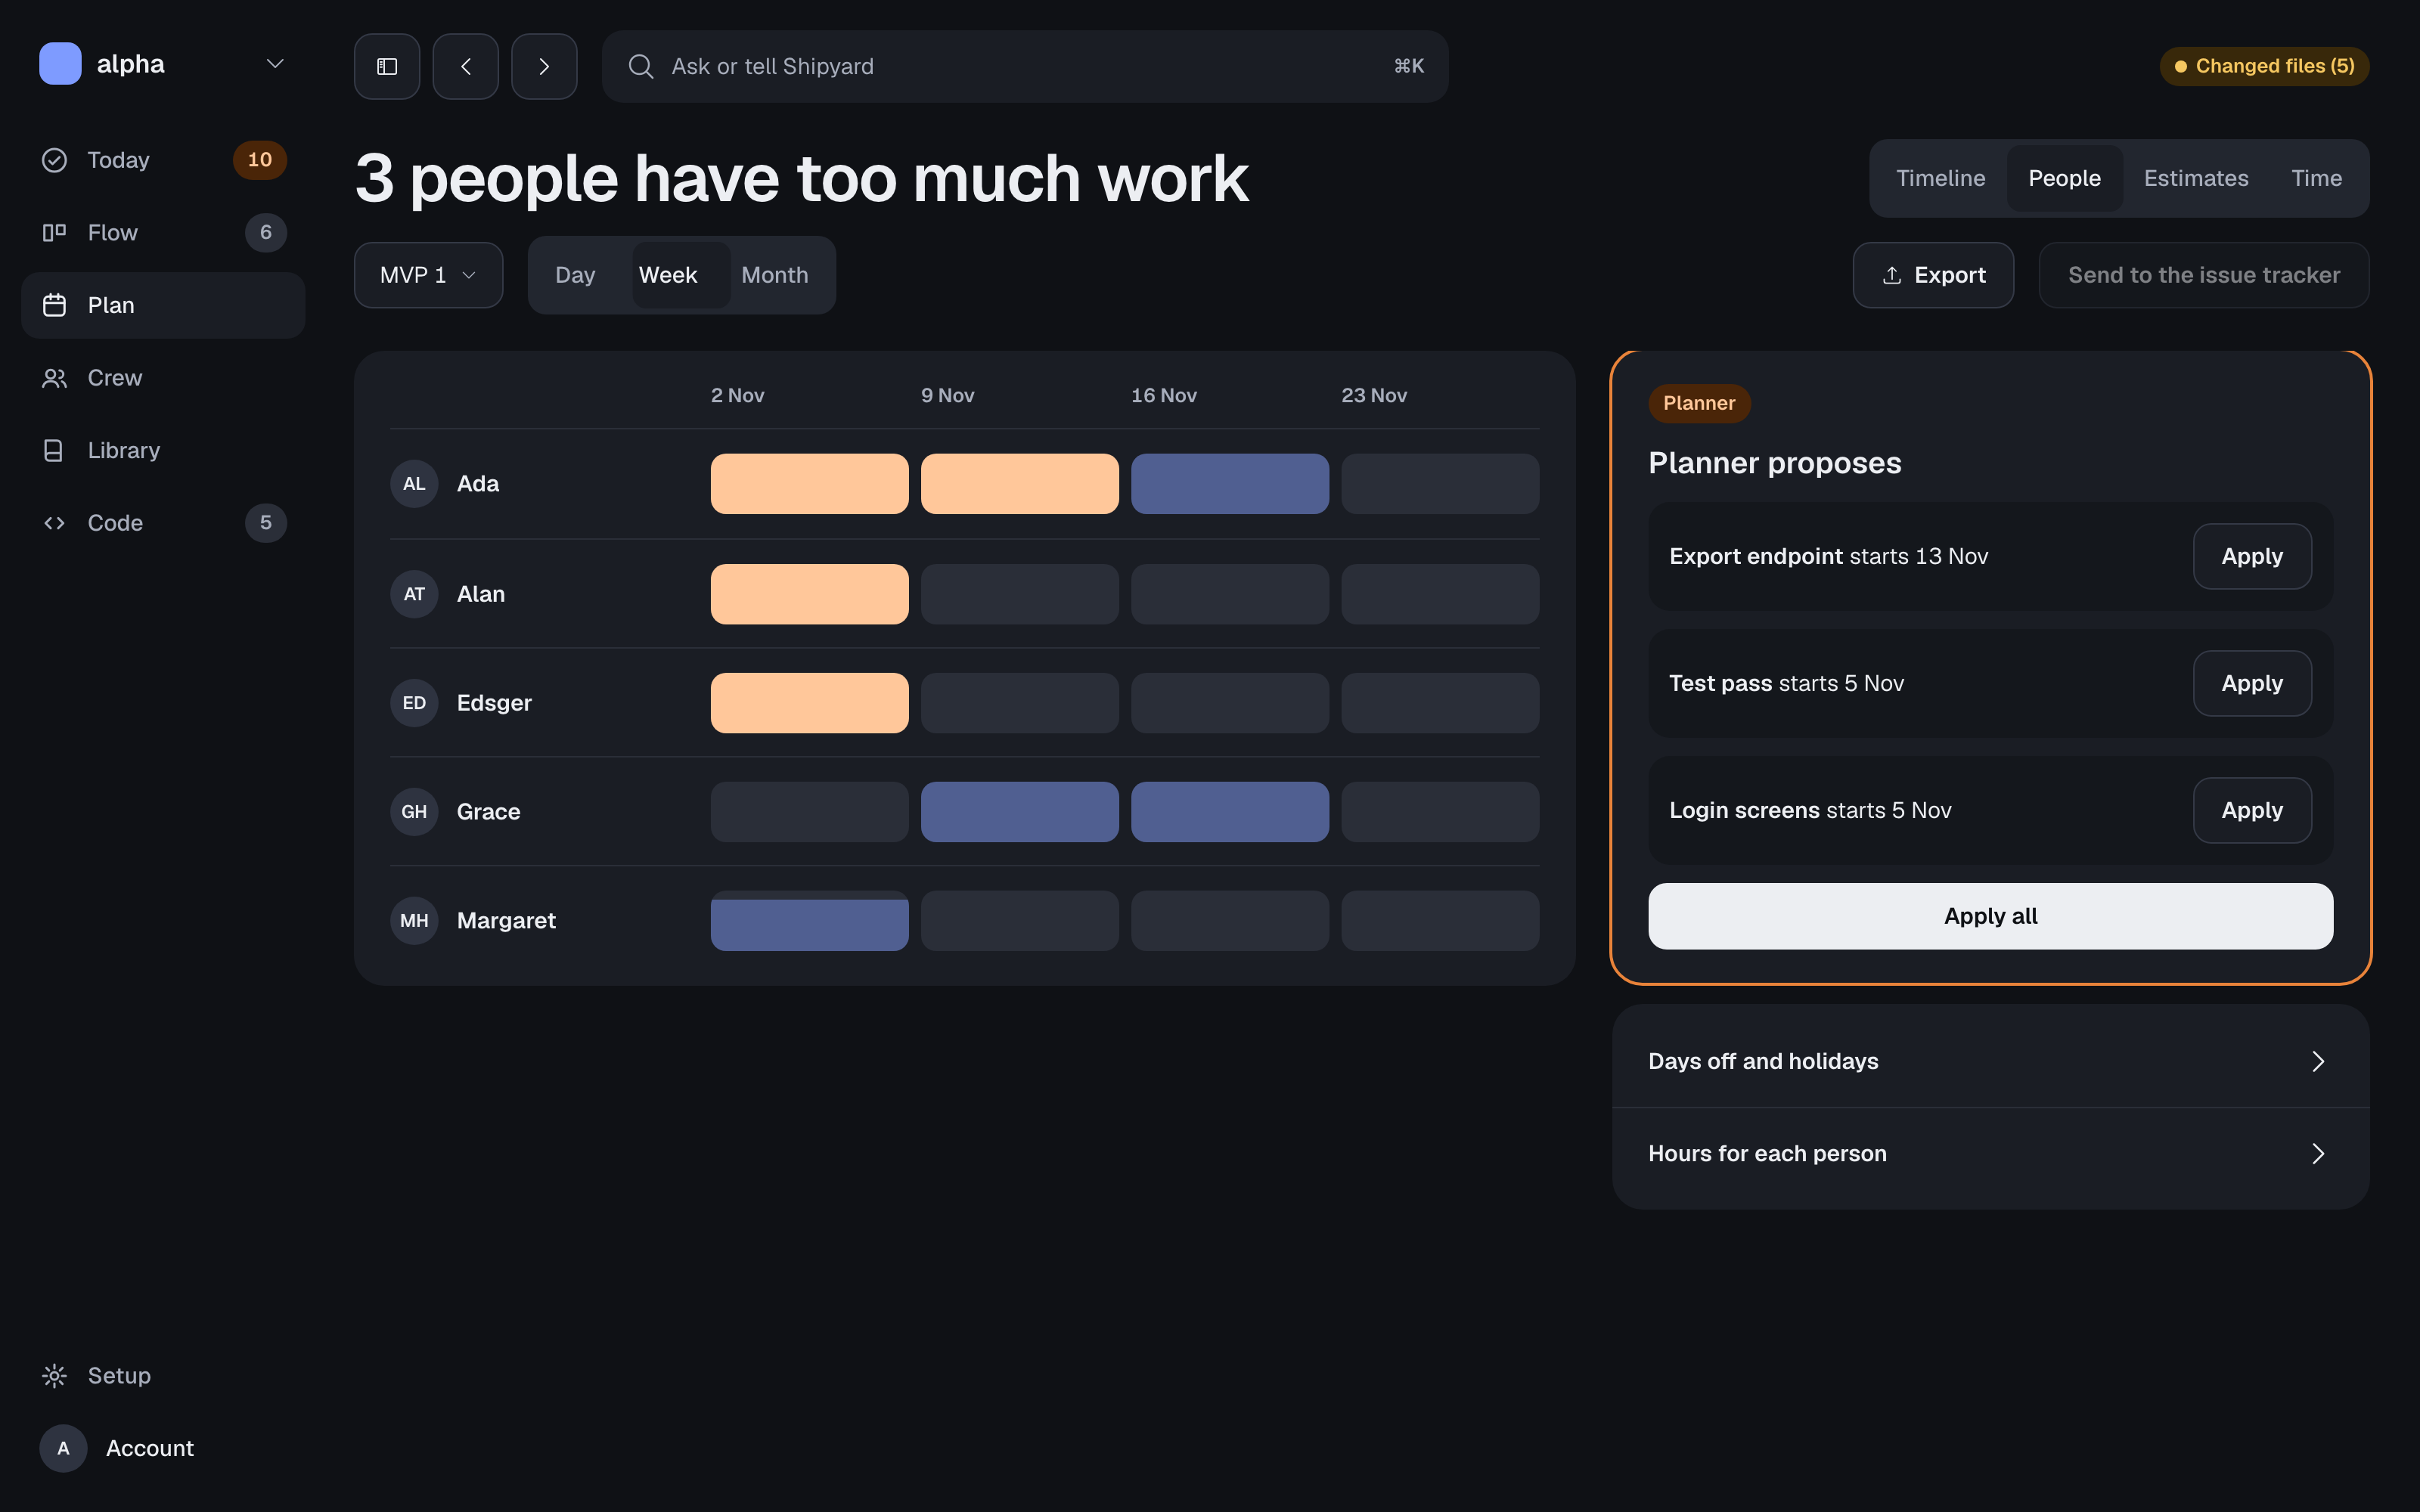 alpha
Ask or tell Shipyard
⌘K
Changed files (5)
Today 10
Flow 6
Plan
Crew
Library
Code 5
Setup
A Account
3 people have too much work
Timeline People Estimates Time
MVP 1
Day Week Month
Export
Send to the issue tracker
2 Nov 9 Nov 16 Nov 23 Nov
AL Ada
AT Alan
ED Edsger
GH Grace
MH Margaret
Planner
Planner proposes
Export endpoint starts 13 Nov Apply
Test pass starts 5 Nov Apply
Login screens starts 5 Nov Apply
Apply all
Days off and holidays
Hours for each person